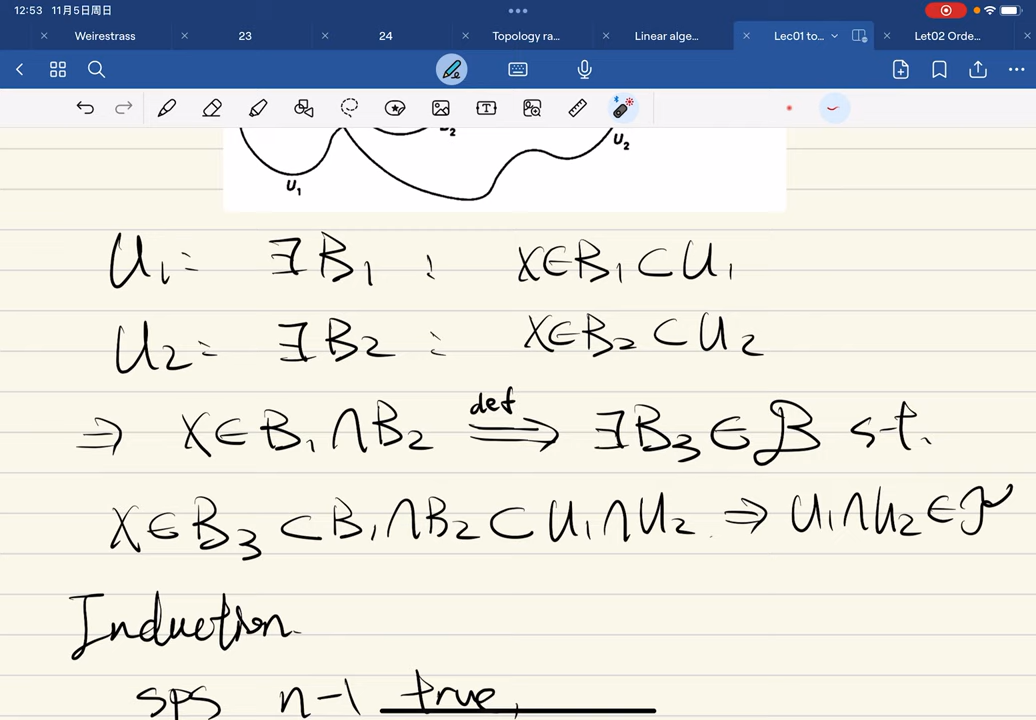 12:53 11月5日周日
Weirestrass 23 24 Topology ra... Linear alge... Lec01 to... Let02 Orde...
B₂
U₂
U₁
U₁: ∃B₁ : x∈B₁⊂U₁
U₂: ∃B₂ : x∈B₂⊂U₂
⇒ x∈B₁∩B₂ def⟹ ∃B₃∈ℬ s.t.
x∈B₃⊂B₁∩B₂⊂U₁∩U₂ ⇒ U₁∩U₂∈𝒯
Induction.
sps n-1 true,